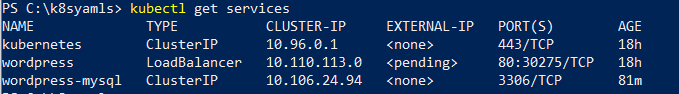 PS C:\k8syamls> kubectl get services
NAME TYPE CLUSTER-IP EXTERNAL-IP PORT(S) AGE
kubernetes ClusterIP 10.96.0.1 <none> 443/TCP 18h
wordpress LoadBalancer 10.110.113.0 <pending> 80:30275/TCP 18h
wordpress-mysql ClusterIP 10.106.24.94 <none> 3306/TCP 81m